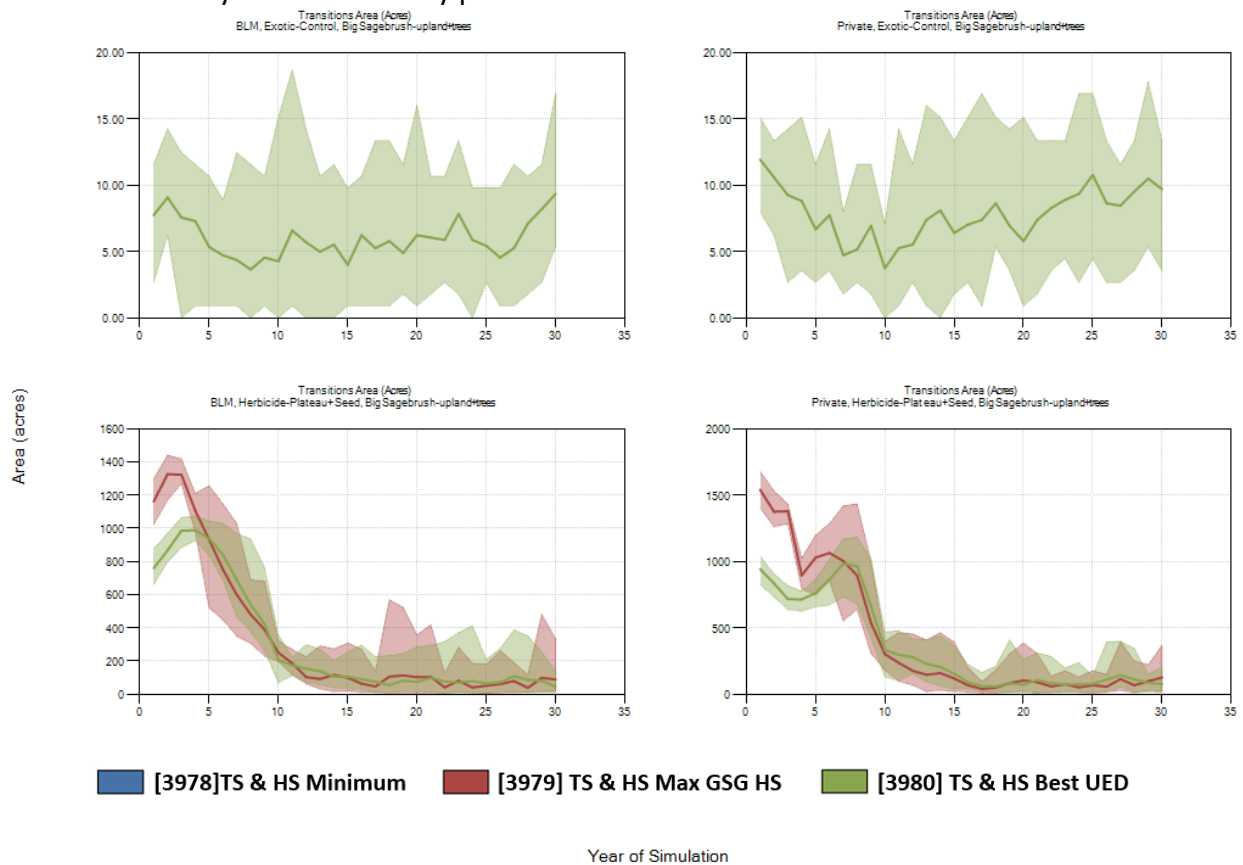 Transitions Area (Acres)
BLM, Exotic-Control, Big Sagebrush-upland+trees
20.00
15.00
10.00
5.00
0.00
0 5 10 15 20 25 30 35
Transitions Area (Acres)
Private, Exotic-Control, Big Sagebrush-upland+trees
20.00
15.00
10.00
5.00
0.00
0 5 10 15 20 25 30 35
Area (acres)
Transitions Area (Acres)
BLM, Herbicide-Plateau+Seed, Big Sagebrush-upland+trees
1600
1400
1200
1000
800
600
400
200
0
0 5 10 15 20 25 30 35
Transitions Area (Acres)
Private, Herbicide-Plateau+Seed, Big Sagebrush-upland+trees
2000
1500
1000
500
0
0 5 10 15 20 25 30 35
[3978]TS & HS Minimum [3979] TS & HS Max GSG HS [3980] TS & HS Best UED
Year of Simulation